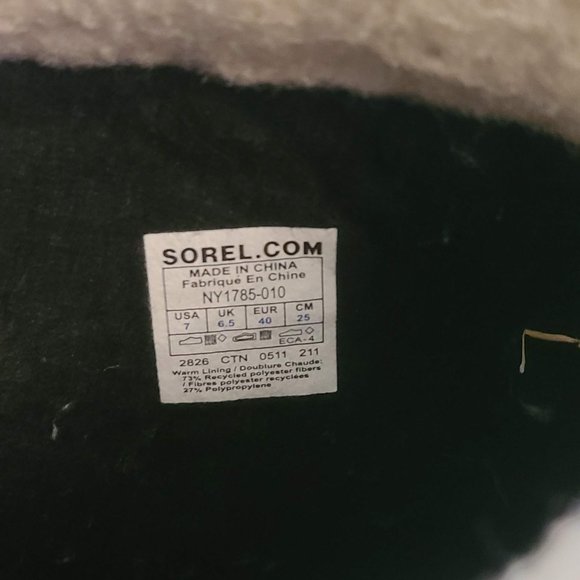 SOREL.COM
MADE IN CHINA
Fabriqué En Chine
NY1785-010
USA UK EUR CM
7 6.5 40 25
ECA-4
2826 CTN 0511 211
Warm Lining / Doublure Chaude:
73% Recycled polyester fibers
/ Fibres polyester recyclées
27% Polypropylene